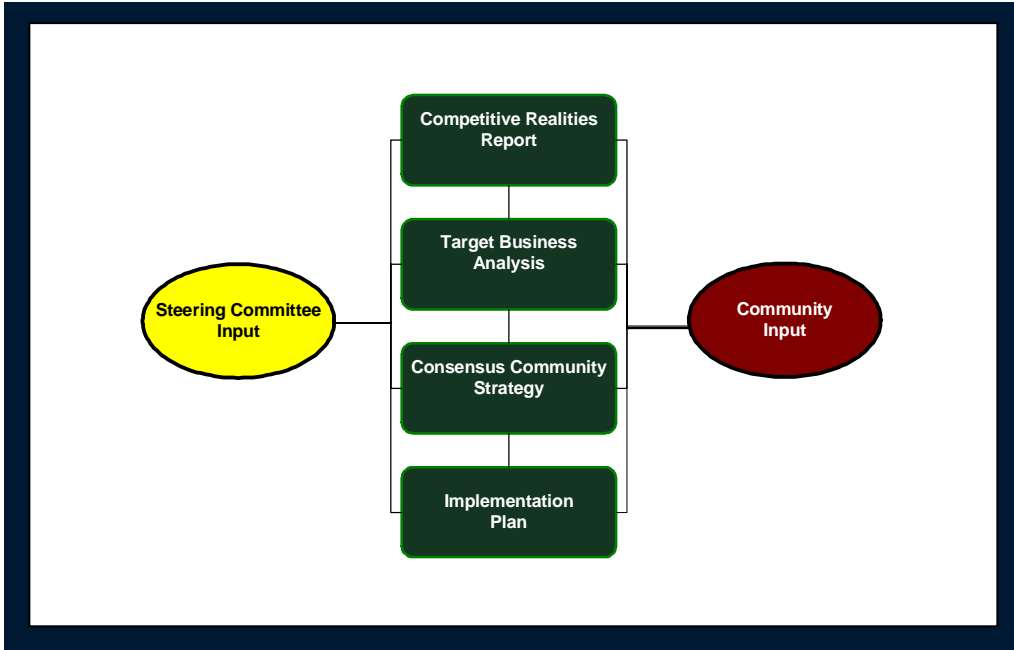 Competitive Realities
Report
Target Business
Analysis
Steering Committee
Input
Community
Input
Consensus Community
Strategy
Implementation
Plan